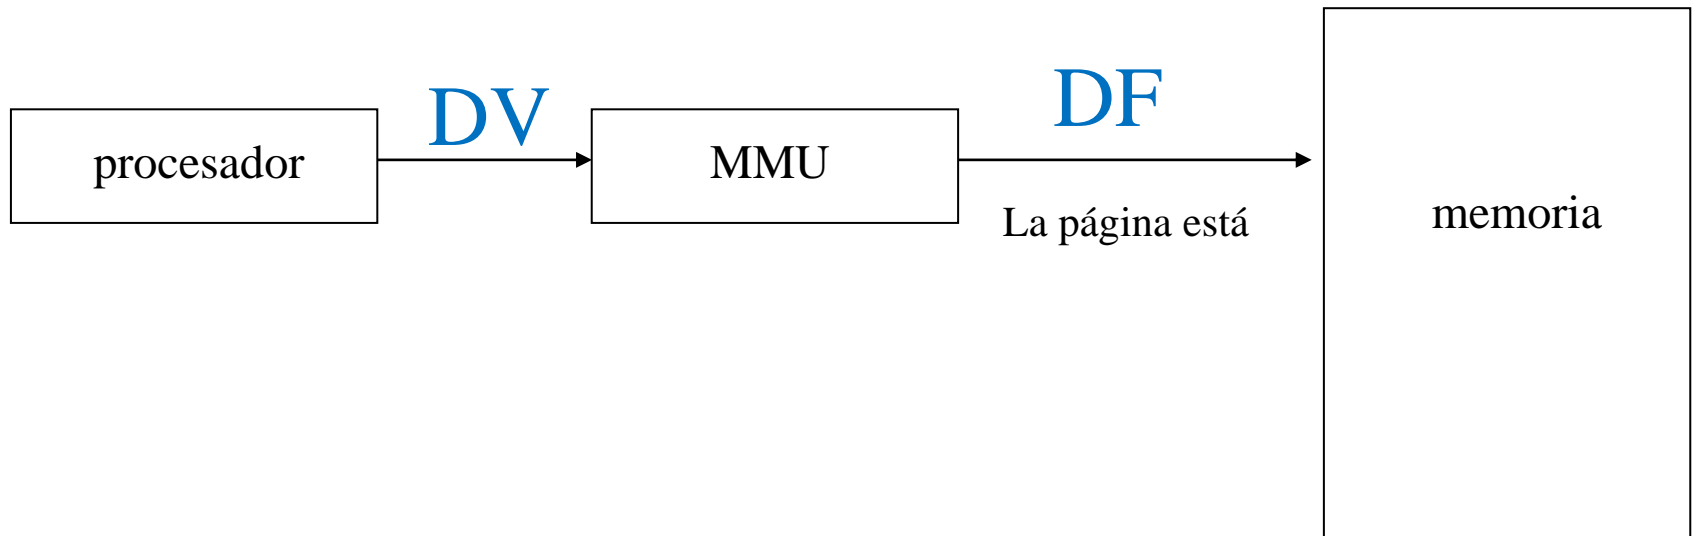 procesador
DV
MMU
DF
La página está
memoria